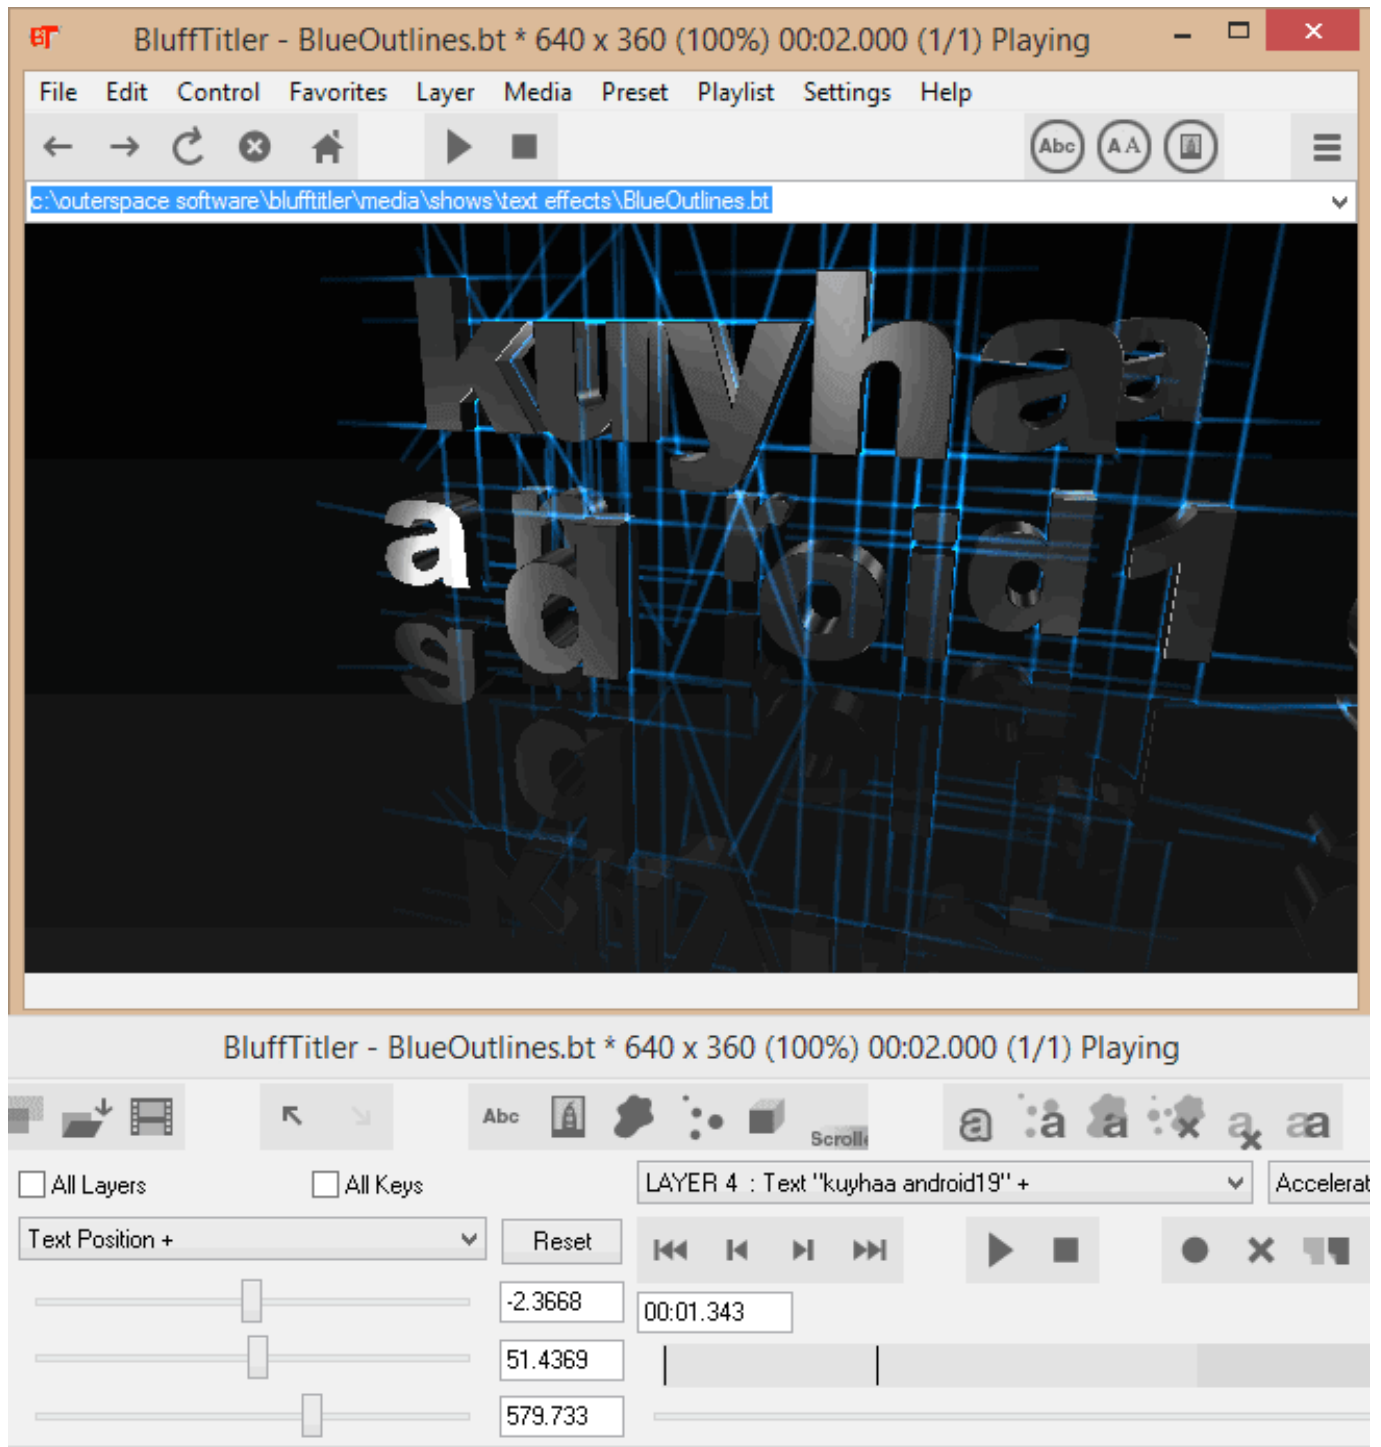 BT BluffTitler - BlueOutlines.bt * 640 x 360 (100%) 00:02.000 (1/1) Playing
File Edit Control Favorites Layer Media Preset Playlist Settings Help
Abc AA
c:\outerspace software\blufftitler\media\shows\text effects\BlueOutlines.bt
kuyhaa
android1
BluffTitler - BlueOutlines.bt * 640 x 360 (100%) 00:02.000 (1/1) Playing
Abc Scrolle a a a a aa
All Layers All Keys LAYER 4 : Text "kuyhaa android19" + Accelerat
Text Position + Reset
-2.3668 00:01.343
51.4369
579.733